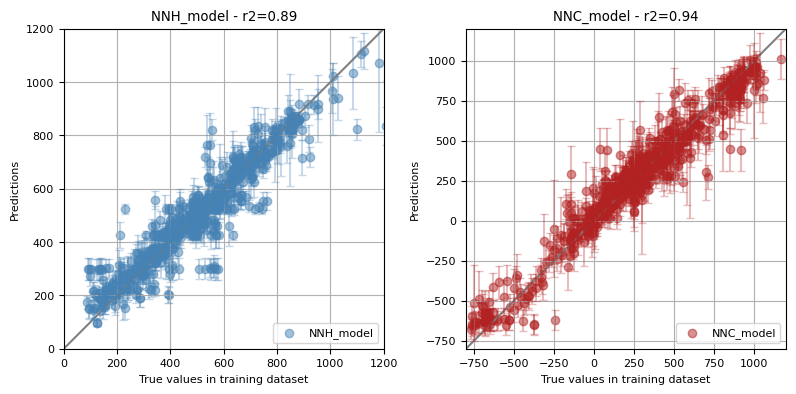 NNH_model - r2=0.89
1200
1000
800
600
400
200
0
Predictions
0 200 400 600 800 1000 1200
True values in training dataset
NNH_model
NNC_model - r2=0.94
1000
750
500
250
0
−250
−500
−750
Predictions
−750 −500 −250 0 250 500 750 1000
True values in training dataset
NNC_model